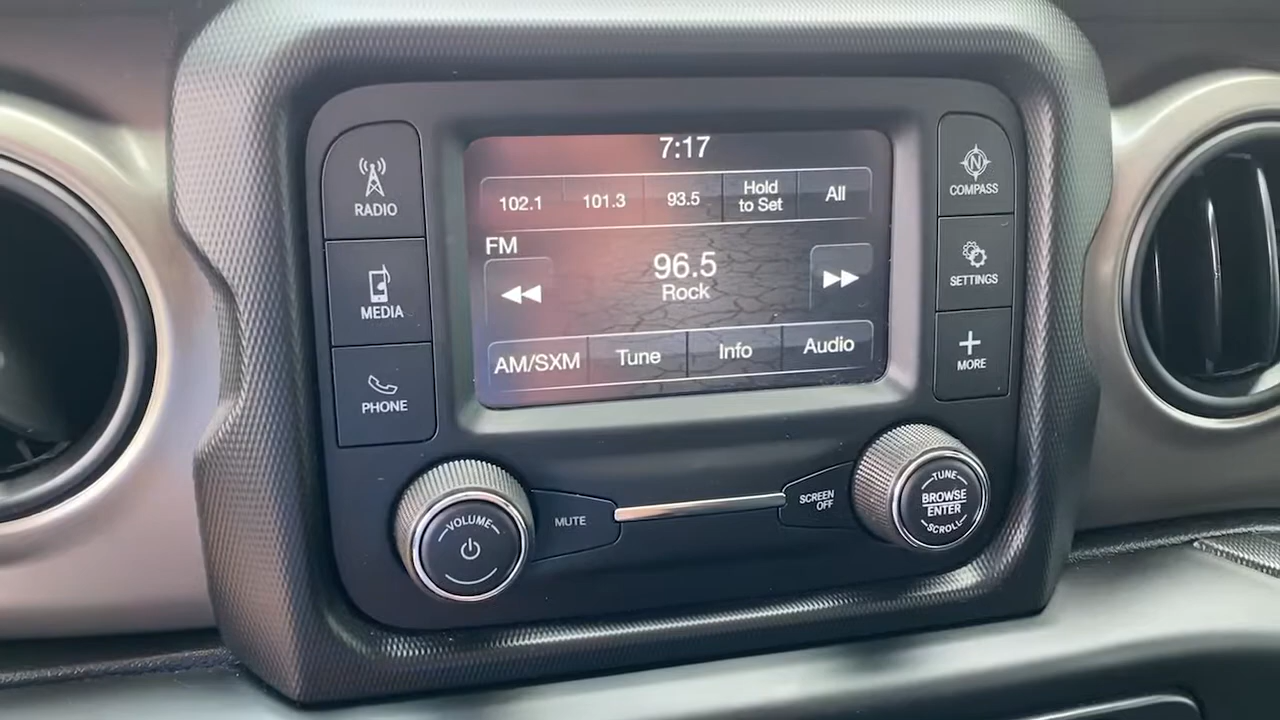 7:17
RADIO
MEDIA
PHONE
102.1
101.3
93.5
Hold
to Set
All
FM
96.5
Rock
AM/SXM
Tune
Info
Audio
N
COMPASS
SETTINGS
MORE
VOLUME
MUTE
SCREEN
OFF
TUNE
BROWSE
ENTER
SCROLL